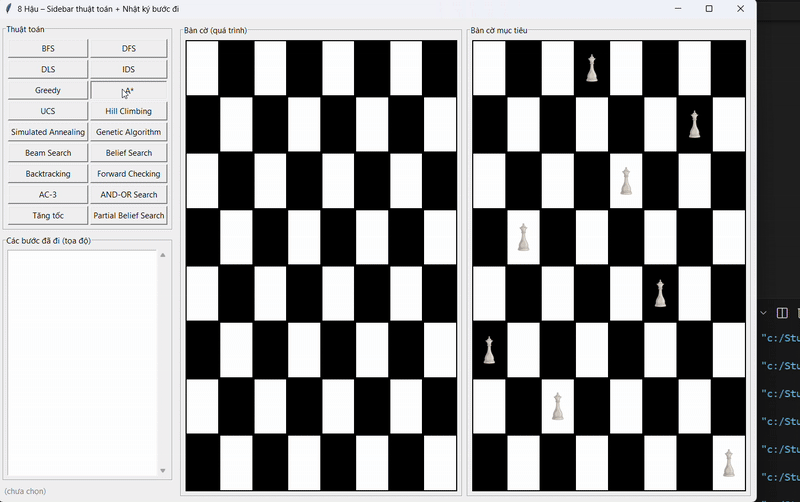 8 Hậu – Sidebar thuật toán + Nhật ký bước đi
Thuật toán
BFS DFS
DLS IDS
Greedy A*
UCS Hill Climbing
Simulated Annealing Genetic Algorithm
Beam Search Belief Search
Backtracking Forward Checking
AC-3 AND-OR Search
Tăng tốc Partial Belief Search
Các bước đã đi (tọa độ)
(chưa chọn)
Bàn cờ (quá trình)
Bàn cờ mục tiêu
"c:/Stu
"c:/Stu
"c:/Stu
"c:/Stu
"c:/Stu
"c:/Stu